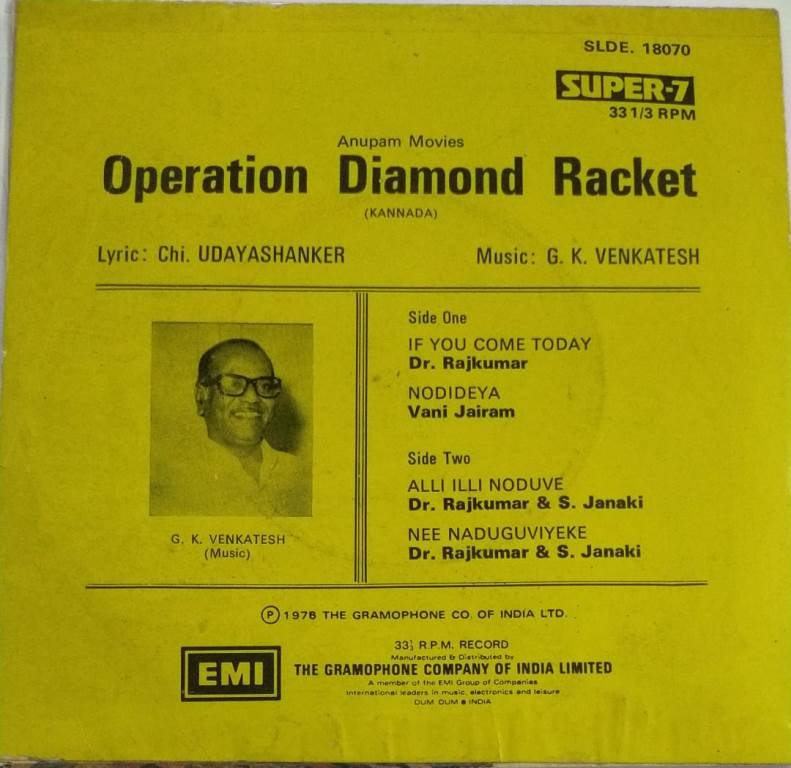 SLDE. 18070
SUPER-7
33 1/3 RPM
Anupam Movies
Operation Diamond Racket
(KANNADA)
Lyric: Chi. UDAYASHANKER
Music: G. K. VENKATESH
G. K. VENKATESH
(Music)
Side One
IF YOU COME TODAY
Dr. Rajkumar
NODIDEYA
Vani Jairam
Side Two
ALLI ILLI NODUVE
Dr. Rajkumar & S. Janaki
NEE NADUGUVIYEKE
Dr. Rajkumar & S. Janaki
Ⓟ 1978 THE GRAMOPHONE CO. OF INDIA LTD.
EMI
33⅓ R.P.M. RECORD
Manufactured & Distributed by
THE GRAMOPHONE COMPANY OF INDIA LIMITED
A member of the EMI Group of Companies
International leaders in music, electronics and leisure
DUM DUM ● INDIA